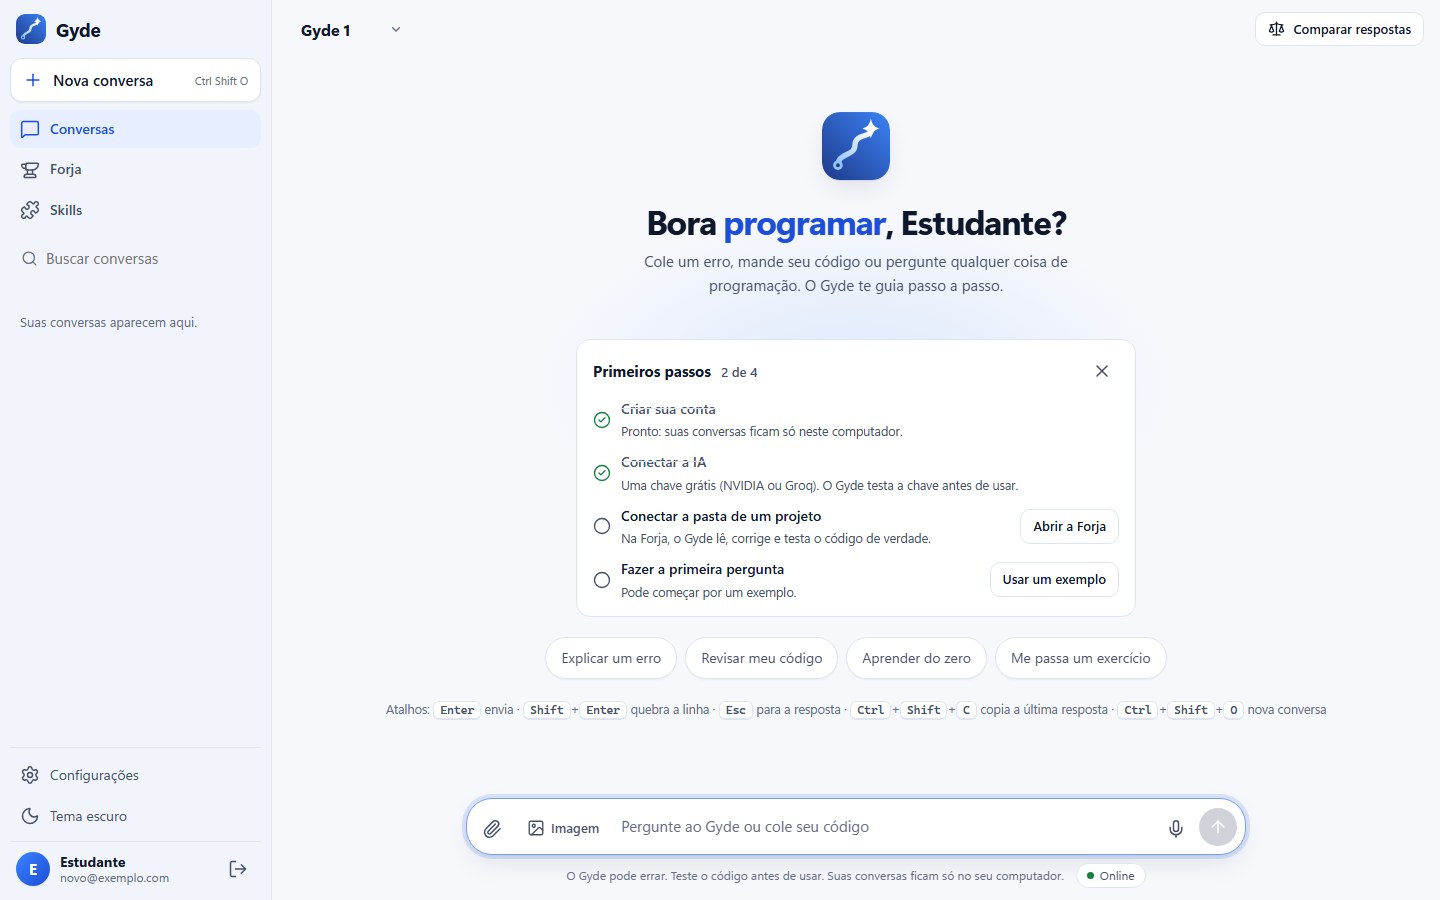 Gyde
Nova conversa Ctrl Shift O
Conversas
Forja
Skills
Buscar conversas
Suas conversas aparecem aqui.
Configurações
Tema escuro
E
Estudante
novo@exemplo.com
Gyde 1
Comparar respostas
Bora programar, Estudante?
Cole um erro, mande seu código ou pergunte qualquer coisa de
programação. O Gyde te guia passo a passo.
Primeiros passos 2 de 4
Criar sua conta
Pronto: suas conversas ficam só neste computador.
Conectar a IA
Uma chave grátis (NVIDIA ou Groq). O Gyde testa a chave antes de usar.
Conectar a pasta de um projeto
Na Forja, o Gyde lê, corrige e testa o código de verdade.
Abrir a Forja
Fazer a primeira pergunta
Pode começar por um exemplo.
Usar um exemplo
Explicar um erro Revisar meu código Aprender do zero Me passa um exercício
Atalhos: Enter envia · Shift+Enter quebra a linha · Esc para a resposta · Ctrl+Shift+C copia a última resposta · Ctrl+Shift+O nova conversa
Imagem Pergunte ao Gyde ou cole seu código
O Gyde pode errar. Teste o código antes de usar. Suas conversas ficam só no seu computador. Online